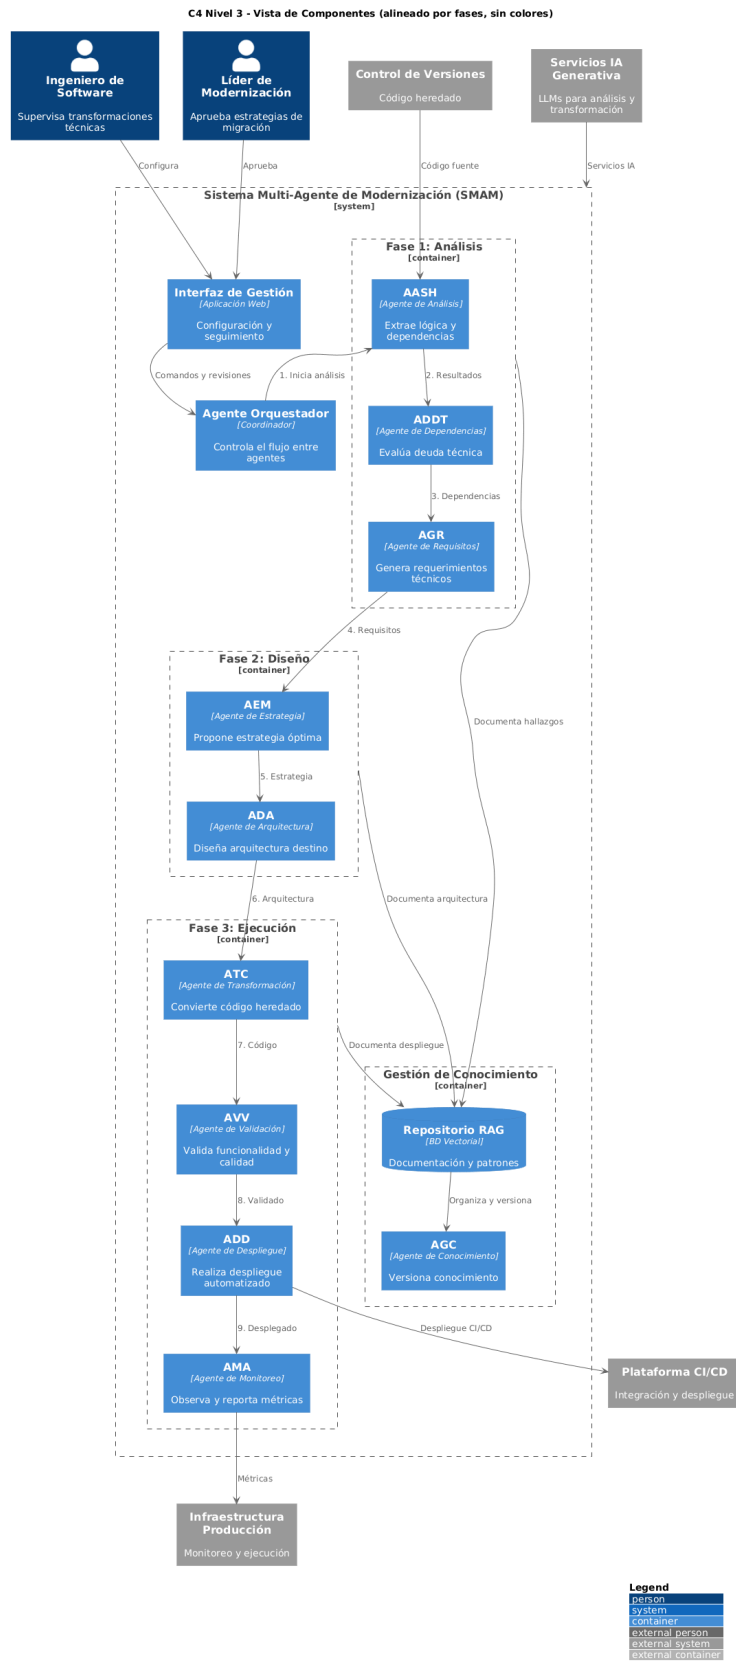 C4 Nivel 3 - Vista de Componentes (alineado por fases, sin colores)
Ingeniero de
Software
Supervisa transformaciones
técnicas
Líder de
Modernización
Aprueba estrategias de
migración
Control de Versiones
Código heredado
Servicios IA
Generativa
LLMs para análisis y
transformación
Configura
Aprueba
Código fuente
Servicios IA
Sistema Multi-Agente de Modernización (SMAM)
[system]
Fase 1: Análisis
[container]
Interfaz de Gestión
[Aplicación Web]
Configuración y
seguimiento
AASH
[Agente de Análisis]
Extrae lógica y
dependencias
Comandos y revisiones
1. Inicia análisis
2. Resultados
Agente Orquestador
[Coordinador]
Controla el flujo entre
agentes
ADDT
[Agente de Dependencias]
Evalúa deuda técnica
3. Dependencias
AGR
[Agente de Requisitos]
Genera requerimientos
técnicos
4. Requisitos
Fase 2: Diseño
[container]
AEM
[Agente de Estrategia]
Propone estrategia óptima
Documenta hallazgos
5. Estrategia
ADA
[Agente de Arquitectura]
Diseña arquitectura destino
6. Arquitectura
Documenta arquitectura
Fase 3: Ejecución
[container]
ATC
[Agente de Transformación]
Convierte código heredado
7. Código
Documenta despliegue
Gestión de Conocimiento
[container]
AVV
[Agente de Validación]
Valida funcionalidad y
calidad
Repositorio RAG
[BD Vectorial]
Documentación y patrones
8. Validado
Organiza y versiona
ADD
[Agente de Despliegue]
Realiza despliegue
automatizado
AGC
[Agente de Conocimiento]
Versiona conocimiento
9. Desplegado
Despliegue CI/CD
AMA
[Agente de Monitoreo]
Observa y reporta métricas
Plataforma CI/CD
Integración y despliegue
Métricas
Infraestructura
Producción
Monitoreo y ejecución
Legend
person
system
container
external person
external system
external container